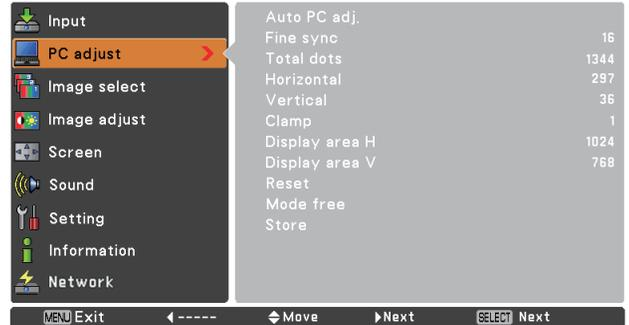 Input
PC adjust
Image select
Image adjust
Screen
Sound
Setting
Information
Network
Auto PC adj.
Fine sync 16
Total dots 1344
Horizontal 297
Vertical 36
Clamp 1
Display area H 1024
Display area V 768
Reset
Mode free
Store
MENU Exit ----- Move Next SELECT Next